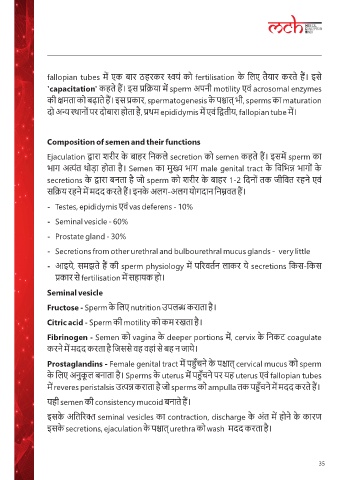 mch
fallopian tubes में एक बार ठहरकर स्वयं को fertilisation के लिए तैयार करते हैं। इसे
'capacitation' कहते हैं। इस प्रक्रिया में sperm अपनी motility एवं acrosomal enzymes
की क्षमता को बढ़ाते हैं। इस प्रकार, spermatogenesis के पश्चात् भी, sperms का maturation
दो अन्य स्थानों पर दोबारा होता है, प्रथम epididymis में एवं द्वितीय, fallopian tube में।
Composition of semen and their functions
Ejaculation द्वारा शरीर के बाहर निकले secretion को semen कहते हैं। इसमें sperm का
भाग अत्यंत थोड़ा होता है। Semen का मुख्य भाग male genital tract के विभिन्न भागों के
secretions के द्वारा बनता है जो sperm को शरीर के बाहर 1-2 दिनों तक जीवित रहने एवं
सक्रिय रहने में मदद करते हैं। इनके अलग-अलग योगदान निम्नवत हैं।
- Testes, epididymis एवं vas deferens - 10%
- Seminal vesicle - 60%
- Prostate gland - 30%
- Secretions from other urethral and bulbourethral mucus glands - very little
- आइये, समझते हैं की sperm physiology में परिवर्तन लाकर ये secretions किस-किस
प्रकार से fertilisation में सहायक हो।
Seminal vesicle
Fructose - Sperm के लिए nutrition उपलब्ध कराता है।
Citric acid - Sperm की motility को कम रखता है।
Fibrinogen - Semen को vagina के deeper portions में, cervix के निकट coagulate
करने में मदद करता है जिससे वह वहां से बह न जाये।
Prostaglandins - Female genital tract में पहुँचने के पश्चात् cervical mucus को sperm
के लिए अनुकूल बनाता है। Sperms के uterus में पहुँचने पर यह uterus एवं fallopian tubes
में reveres peristalsis उत्पन्न कराता है जो sperms को ampulla तक पहुँचने में मदद करते हैं।
यही semen की consistency mucoid बनाते हैं।
इसके अतिरिक्त seminal vesicles का contraction, discharge के अंत में होने के कारण
इसके secretions, ejaculation के पश्चात् urethra को wash मदद करता है।
35